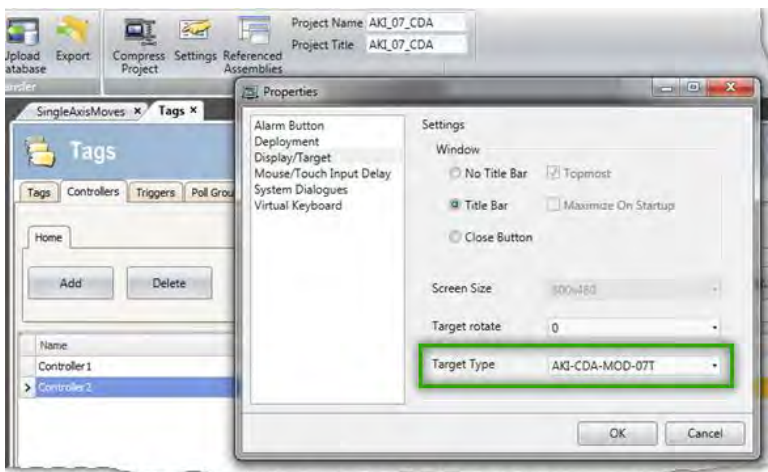 Project Name AKI_07_CDA
Project Title AKI_07_CDA
Upload Export Compress Settings Referenced
Database Project Assemblies
SingleAxisMoves × Tags ×
Tags
Tags Controllers Triggers Poll Grou
Home
Add Delete
Name
Controller1
Controller2
Properties
Alarm Button
Deployment
Display/Target
Mouse/Touch Input Delay
System Dialogues
Virtual Keyboard
Settings
Window
No Title Bar Topmost
Title Bar Maximize On Startup
Close Button
Screen Size 800x480
Target rotate 0
Target Type AKI-CDA-MOD-07T
OK Cancel